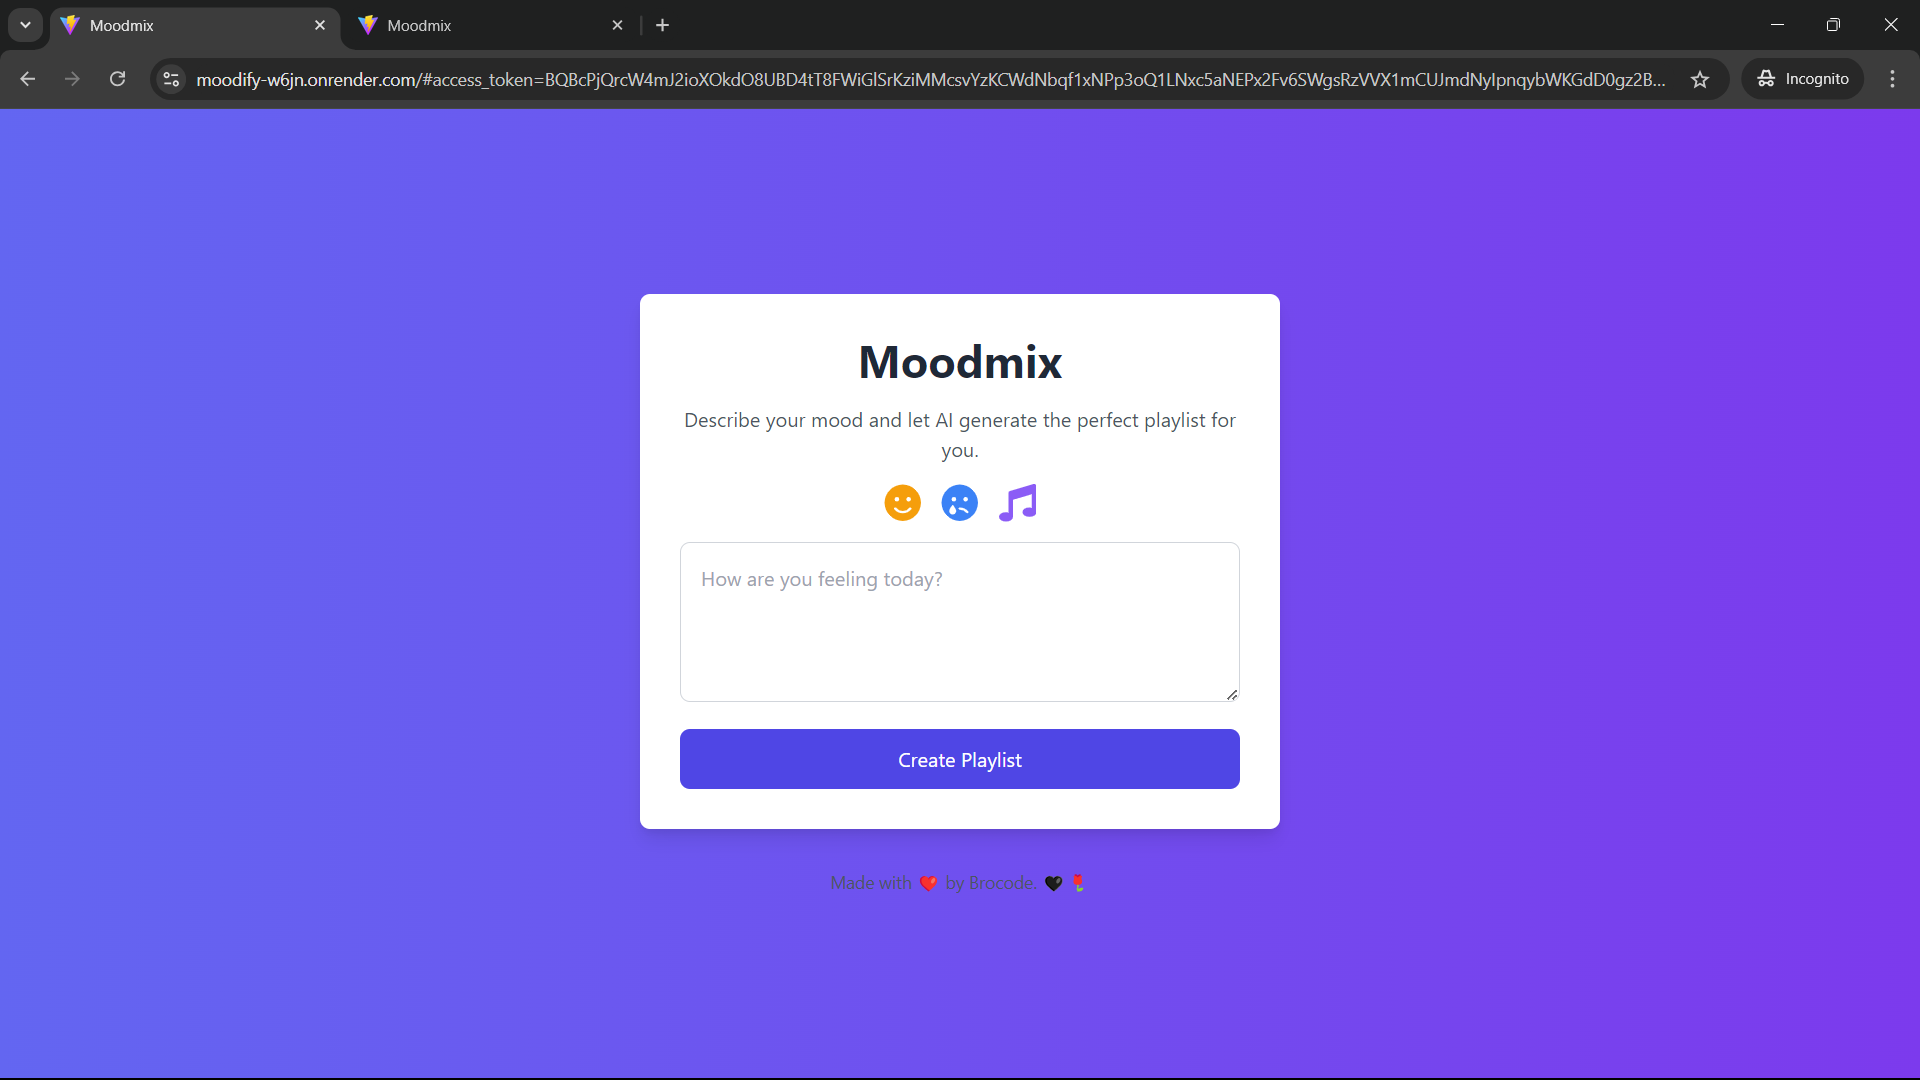 Moodmix
Moodmix
moodify-w6jn.onrender.com/#access_token=BQBcPjQrcW4mJ2ioXOkdO8UBD4tT8FWiGlSrKziMMcsvYzKCWdNbqf1xNPp3oQ1LNxc5aNEPx2Fv6SWgsRzVVX1mCUJmdNyIpnqybWKGdD0gz2B...
Incognito
Moodmix
Describe your mood and let AI generate the perfect playlist for
you.
How are you feeling today?
Create Playlist
Made with ❤️ by Brocode. 🖤 🌷